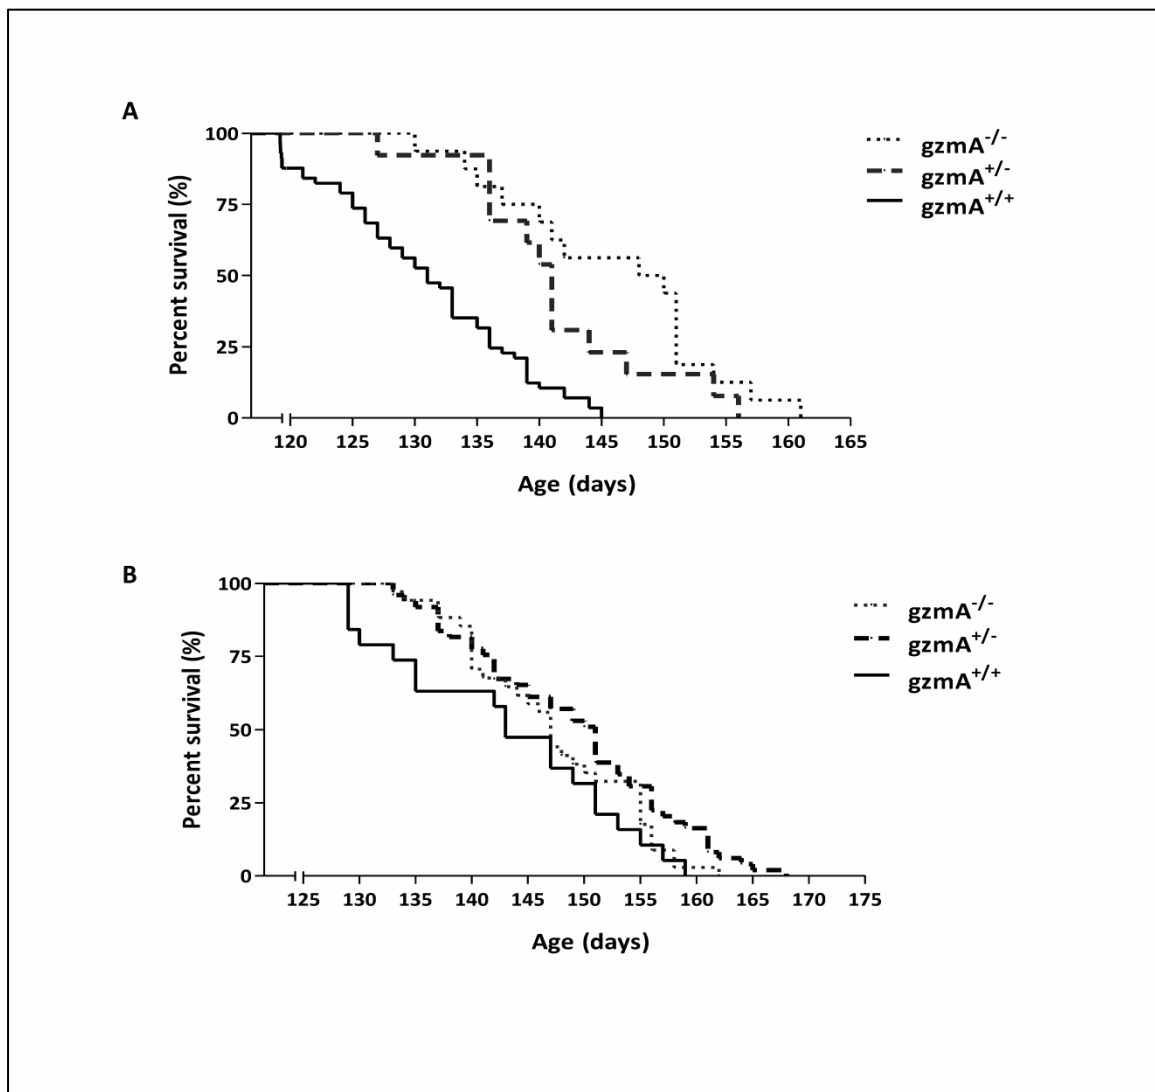 A
100
75
50
25
0
Percent survival (%)
120 125 130 135 140 145 150 155 160 165
Age (days)
gzmA-/-
gzmA+/-
gzmA+/+
B
100
75
50
25
0
Percent survival (%)
125 130 135 140 145 150 155 160 165 170 175
Age (days)
gzmA-/-
gzmA+/-
gzmA+/+